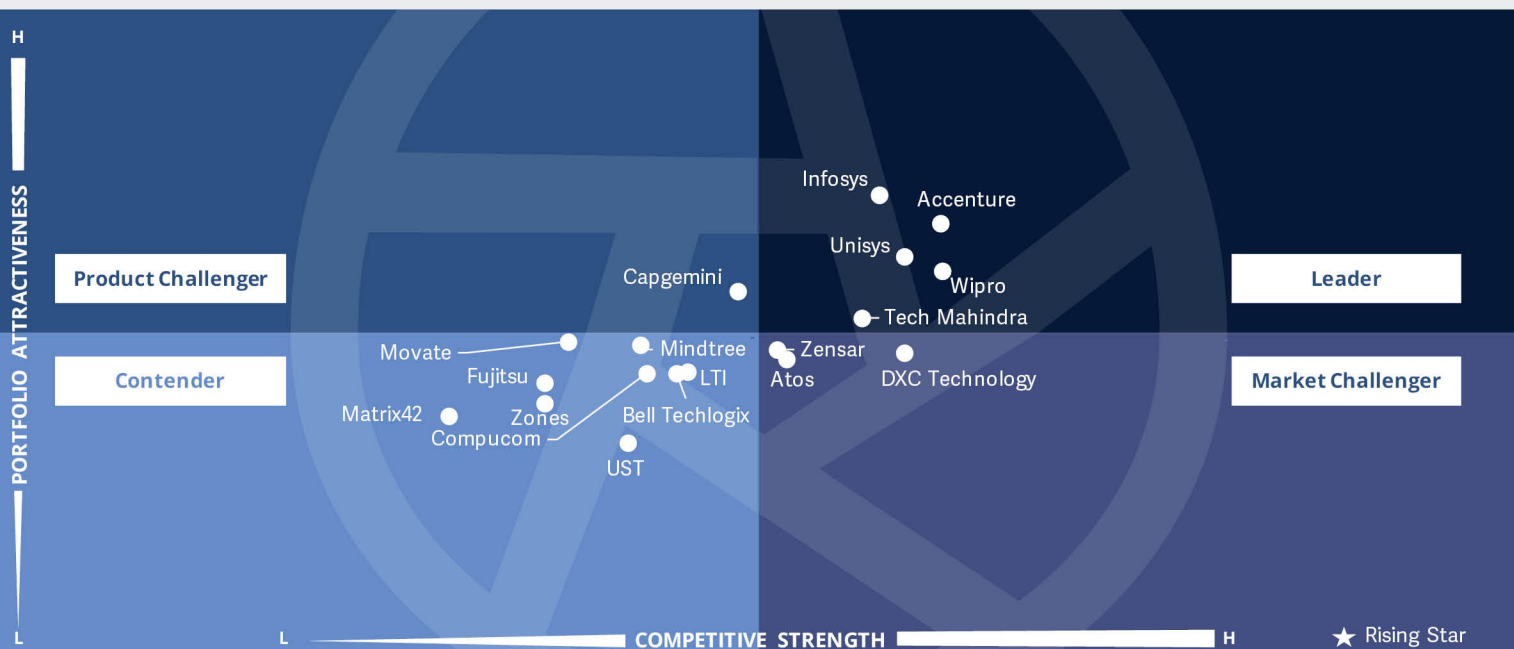 H
PORTFOLIO ATTRACTIVENESS
L
Product Challenger
Leader
Contender
Market Challenger
Infosys
Accenture
Unisys
Capgemini
Wipro
Tech Mahindra
Movate
Mindtree
Zensar
Fujitsu
LTI
Atos
DXC Technology
Matrix42
Zones
Bell Techlogix
Compucom
UST
L
COMPETITIVE STRENGTH
H
Rising Star